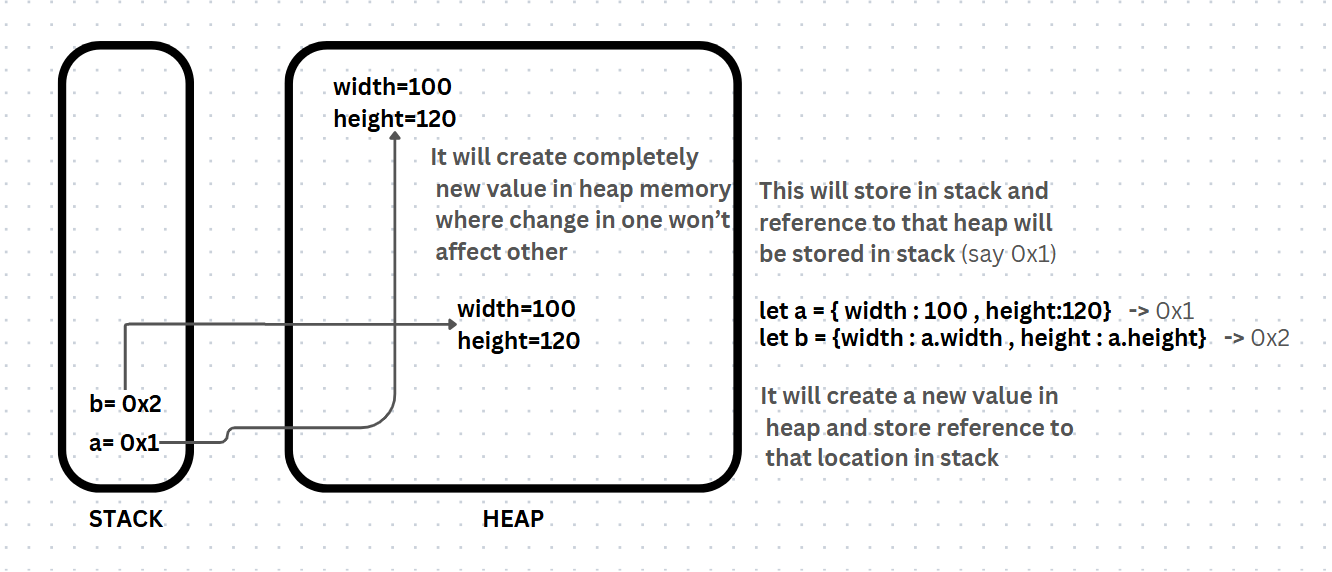 width=100
height=120
It will create completely
new value in heap memory
where change in one won't
affect other
width=100
height=120
b= 0x2
a= 0x1
STACK
HEAP
This will store in stack and
reference to that heap will
be stored in stack (say 0x1)
let a = { width : 100 , height:120} -> 0x1
let b = {width : a.width , height : a.height} -> 0x2
It will create a new value in
heap and store reference to
that location in stack